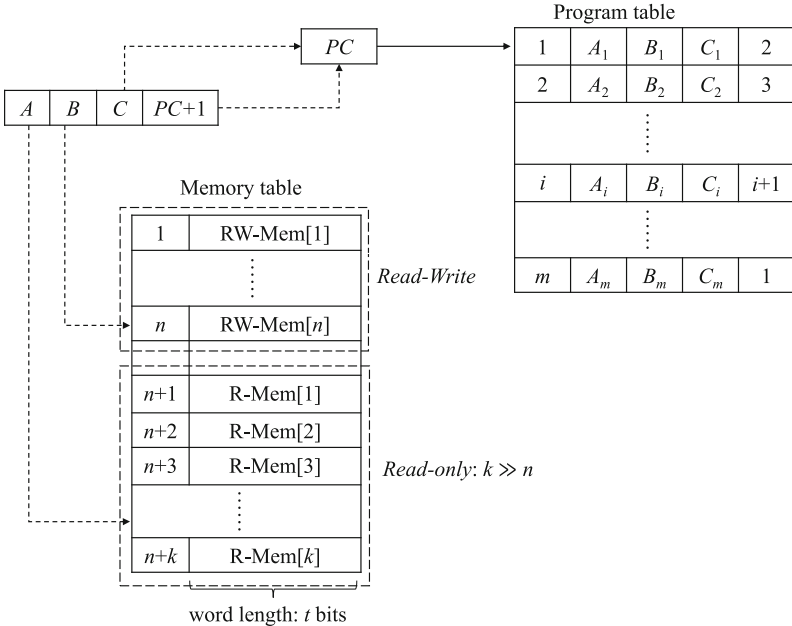 Program table
PC
1 A₁ B₁ C₁ 2
2 A₂ B₂ C₂ 3
A B C PC+1
i Aᵢ Bᵢ Cᵢ i+1
m Aₘ Bₘ Cₘ 1
Memory table
1 RW-Mem[1]
Read-Write
n RW-Mem[n]
n+1 R-Mem[1]
n+2 R-Mem[2]
n+3 R-Mem[3]
Read-only: k ≫ n
n+k R-Mem[k]
word length: t bits